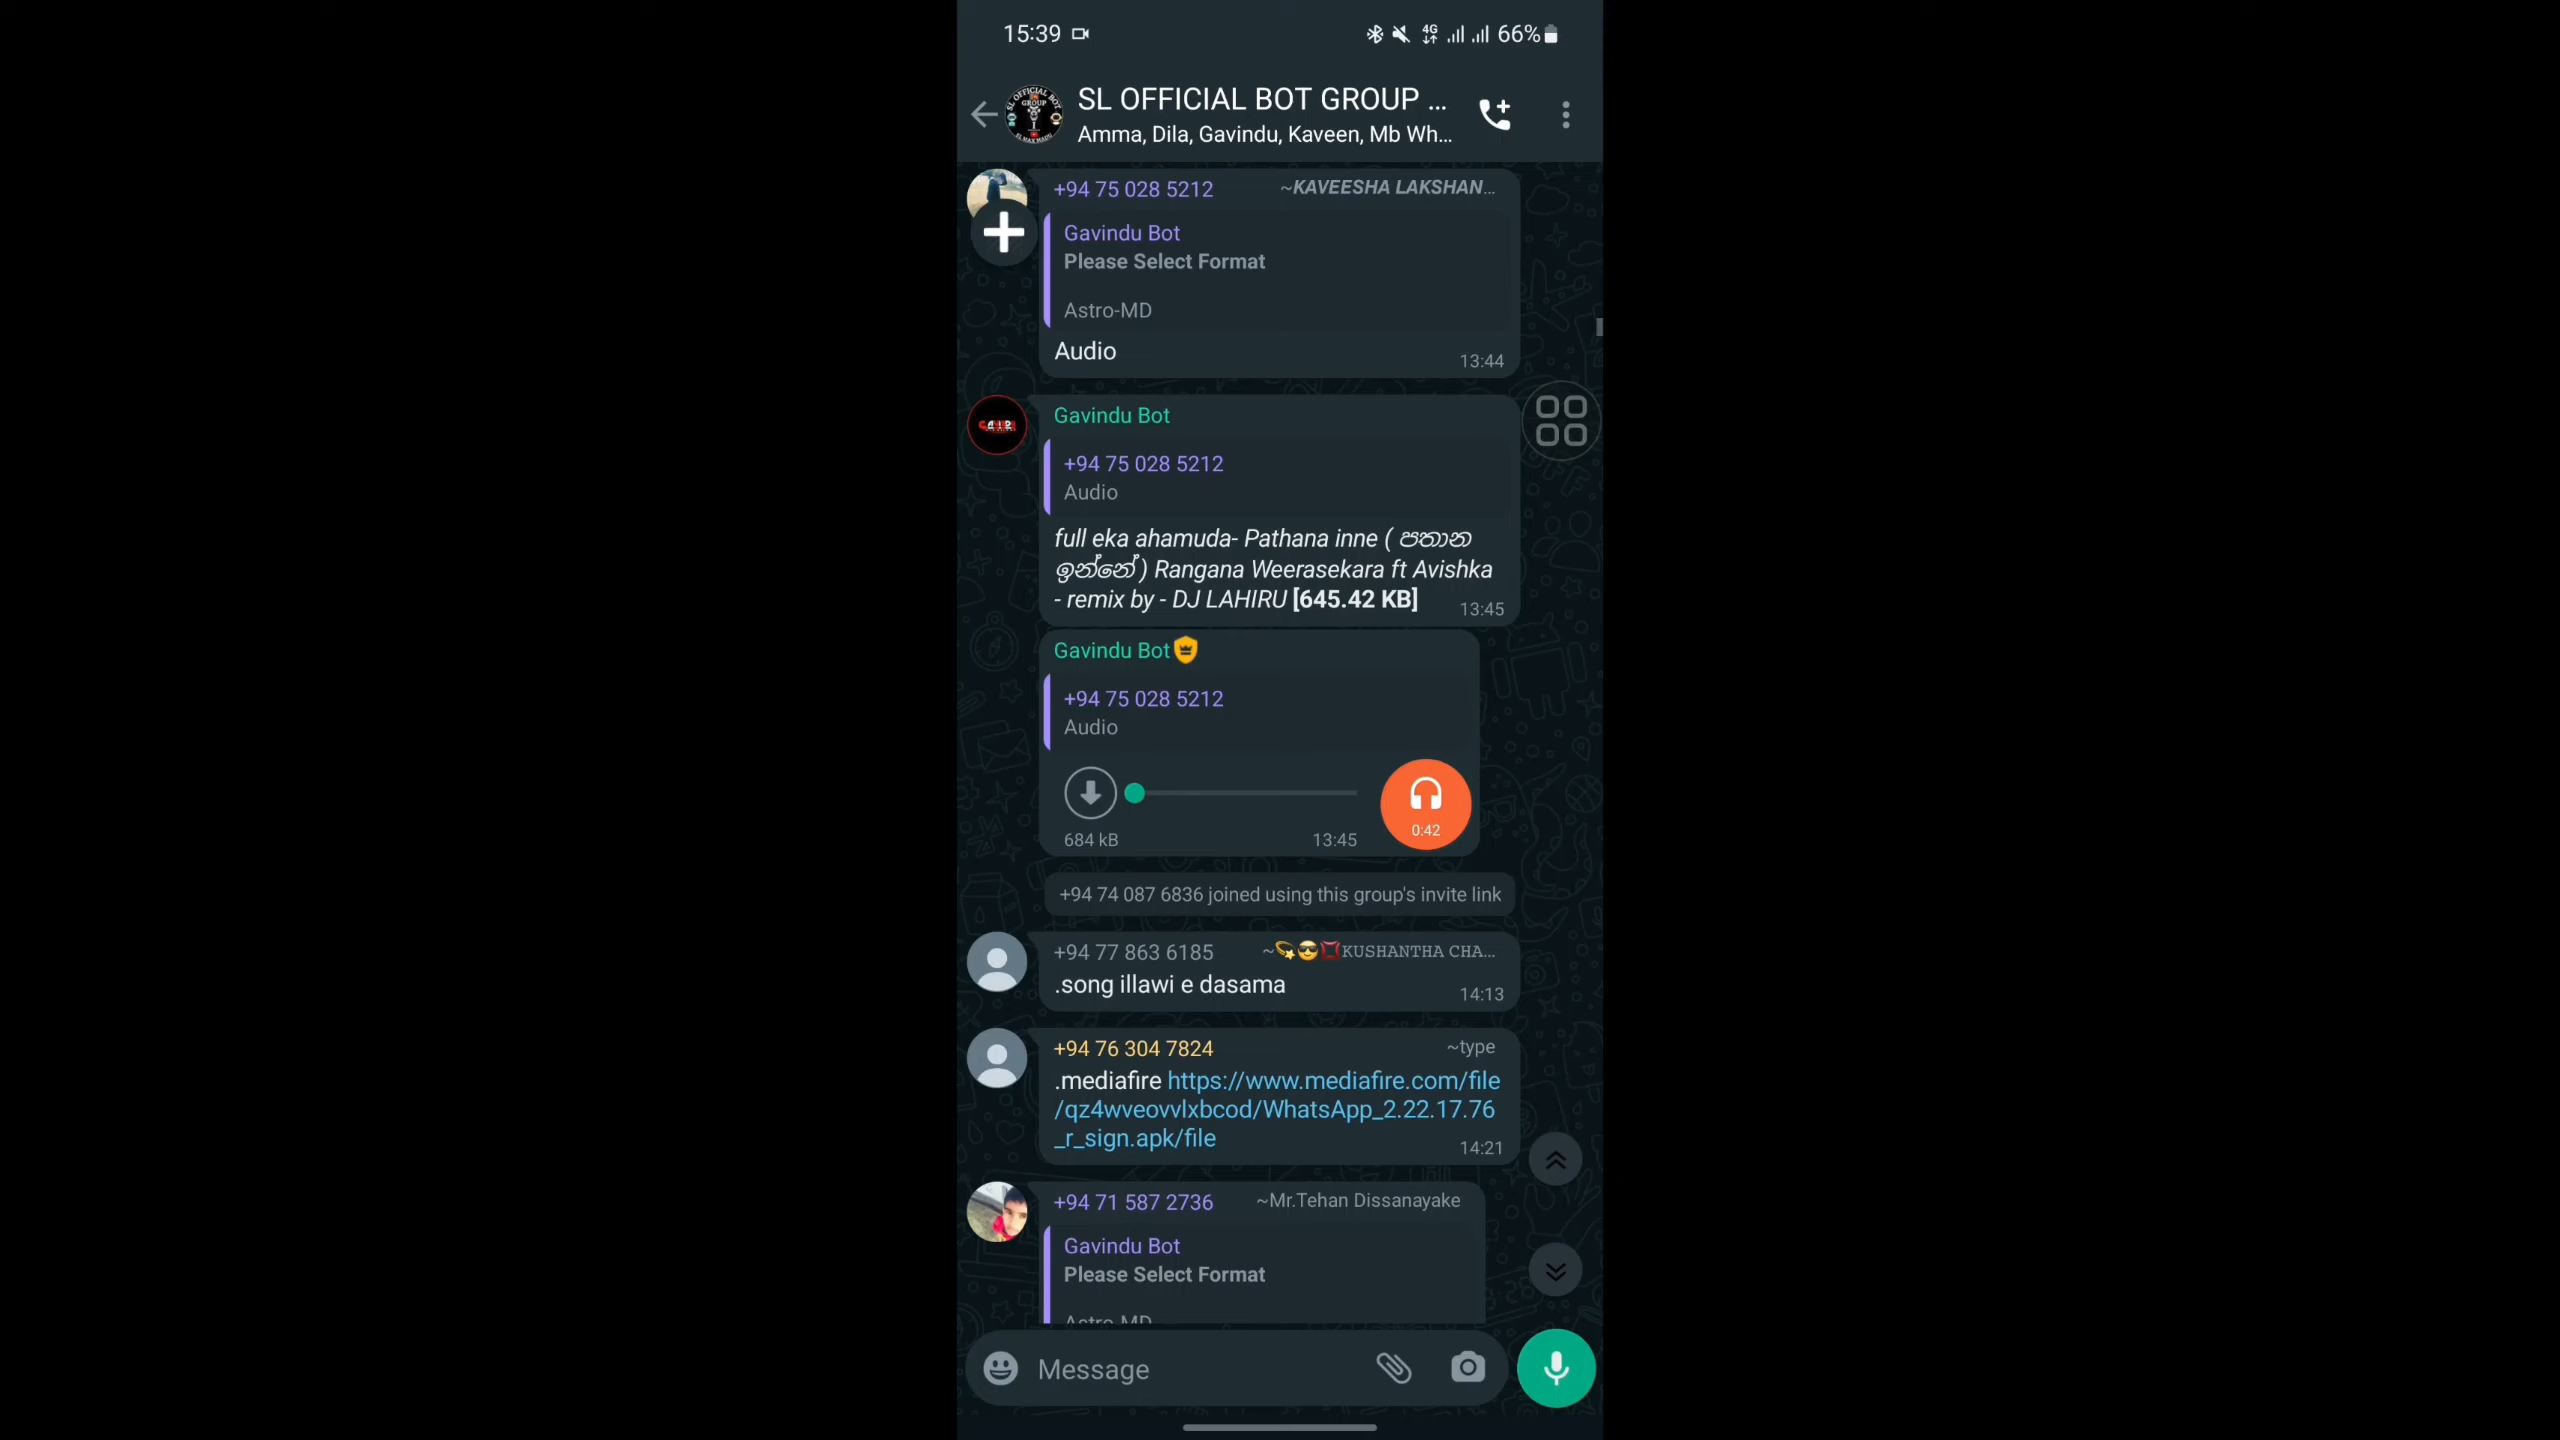 15:39
4G 66%
SL OFFICIAL BOT GROUP ...
Amma, Dila, Gavindu, Kaveen, Mb Wh...
+94 75 028 5212 ~KAVEESHA LAKSHAN...
Gavindu Bot
Please Select Format
Astro-MD
Audio
13:44
Gavindu Bot
+94 75 028 5212
Audio
full eka ahamuda- Pathana inne ( පතාන
ඉන්නේ ) Rangana Weerasekara ft Avishka
- remix by - DJ LAHIRU [645.42 KB]
13:45
Gavindu Bot
+94 75 028 5212
Audio
0:42
684 kB 13:45
+94 74 087 6836 joined using this group's invite link
+94 77 863 6185 ~💫😎💢KUSHANTHA CHA...
.song illawi e dasama
14:13
+94 76 304 7824 ~type
.mediafire https://www.mediafire.com/file
/qz4wveovvlxbcod/WhatsApp_2.22.17.76
_r_sign.apk/file
14:21
+94 71 587 2736 ~Mr.Tehan Dissanayake
Gavindu Bot
Please Select Format
Astro-MD
Message